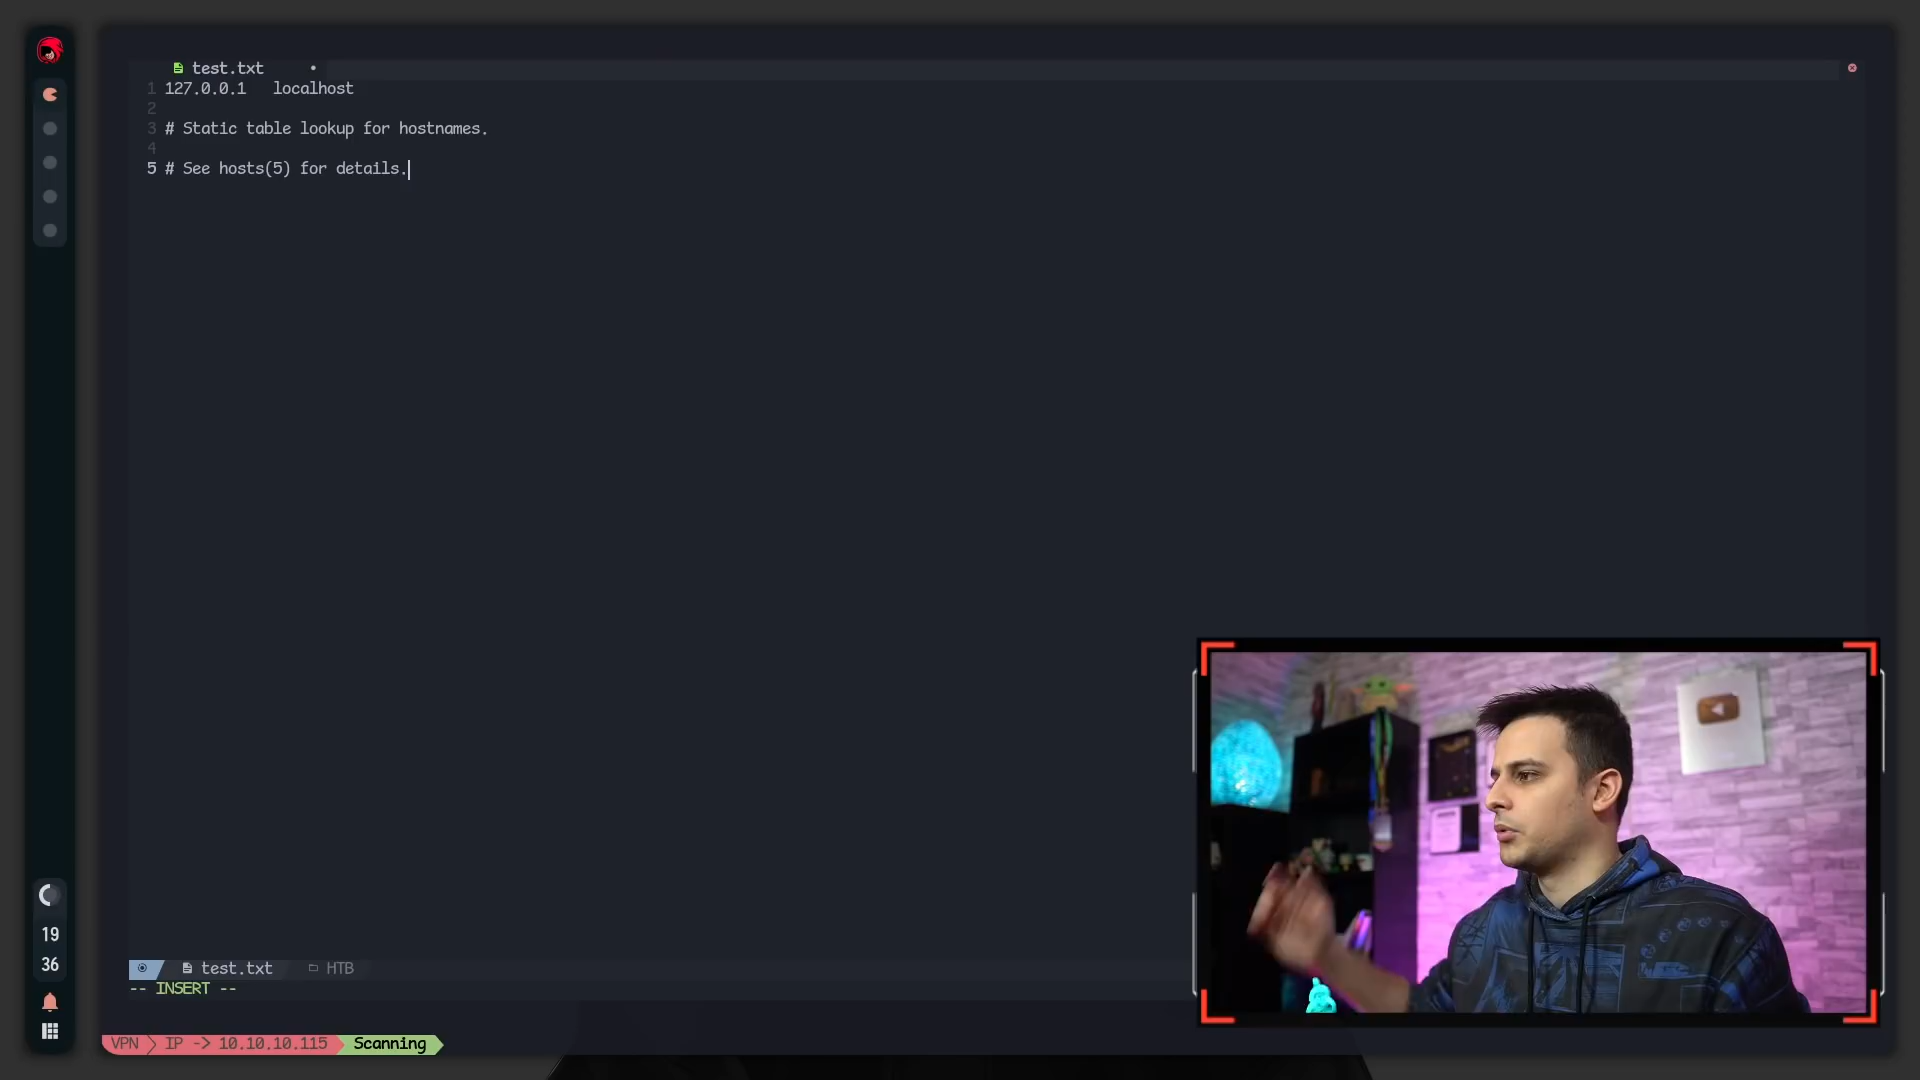 test.txt
1 127.0.0.1 localhost
2
3 # Static table lookup for hostnames.
4
5 # See hosts(5) for details.
test.txt HTB
-- INSERT --
19
36
VPN IP -> 10.10.10.115 Scanning